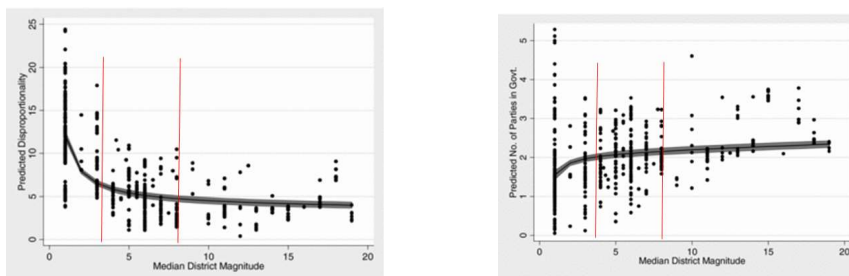 Predicted Disproportionality
25
20
15
10
5
0
0 5 10 15 20
Median District Magnitude
Predicted No. of Parties in Govt.
5
4
3
2
1
0
0 5 10 15 20
Median District Magnitude